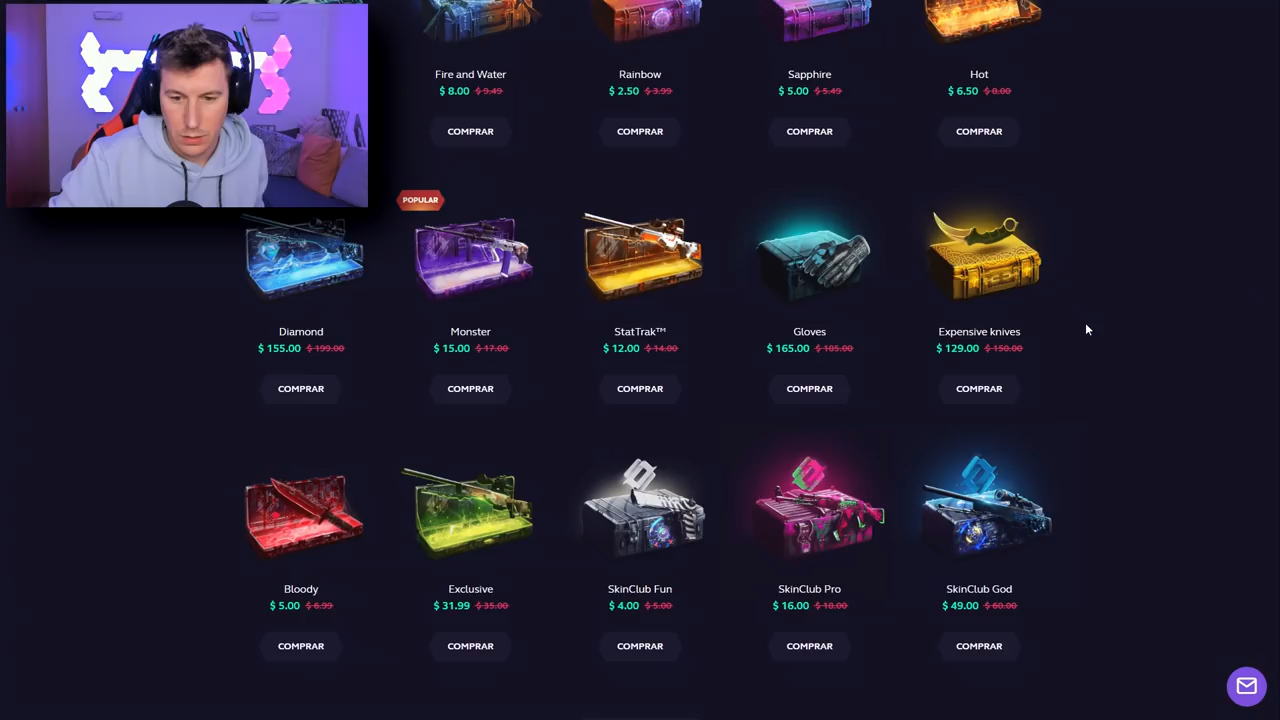 Fire and Water
$ 8.00 $ 9.49
COMPRAR
Rainbow
$ 2.50 $ 3.99
COMPRAR
Sapphire
$ 5.00 $ 5.49
COMPRAR
Hot
$ 6.50 $ 8.00
COMPRAR
Diamond
$ 155.00 $ 199.00
COMPRAR
POPULAR
Monster
$ 15.00 $ 17.00
COMPRAR
StatTrak™
$ 12.00 $ 14.00
COMPRAR
Gloves
$ 165.00 $ 185.00
COMPRAR
Expensive knives
$ 129.00 $ 150.00
COMPRAR
Bloody
$ 5.00 $ 6.99
COMPRAR
Exclusive
$ 31.99 $ 35.00
COMPRAR
SkinClub Fun
$ 4.00 $ 5.00
COMPRAR
SkinClub Pro
$ 16.00 $ 18.00
COMPRAR
SkinClub God
$ 49.00 $ 60.00
COMPRAR